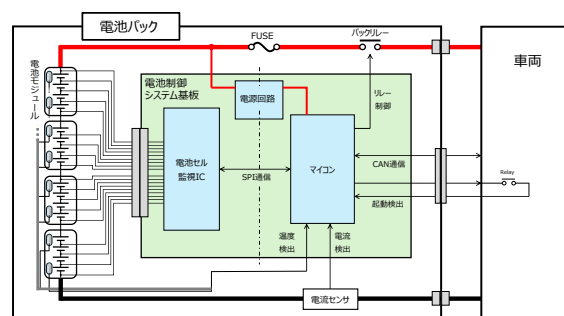 電池パック
FUSE
パックリレー
車両
電池モジュール
電池制御
システム基板
電源回路
リレー
制御
電池セル
監視IC
SPI通信
マイコン
CAN通信
Relay
起動検出
温度
検出
電流
検出
電流センサ